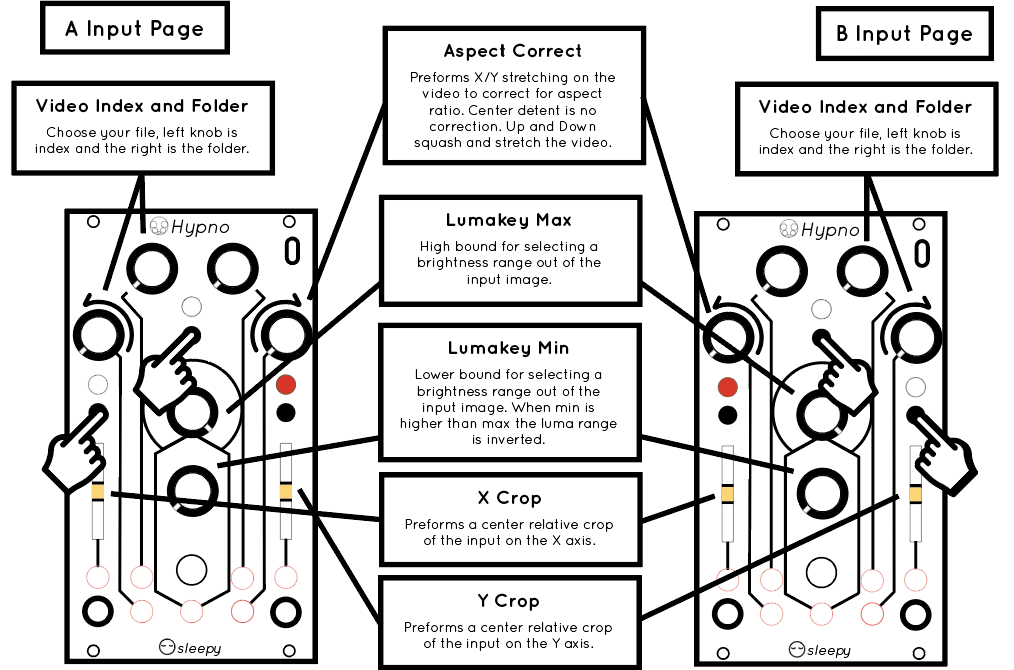 A Input Page
B Input Page
Video Index and Folder
Choose your file, left knob is
index and the right is the folder.
Aspect Correct
Preforms X/Y stretching on the
video to correct for aspect
ratio. Center detent is no
correction. Up and Down
squash and stretch the video.
Video Index and Folder
Choose your file, left knob is
index and the right is the folder.
Lumakey Max
High bound for selecting a
brightness range out of the
input image.
Lumakey Min
Lower bound for selecting a
brightness range out of the
input image. When min is
higher than max the luma range
is inverted.
X Crop
Preforms a center relative crop
of the input on the X axis.
Y Crop
Preforms a center relative crop
of the input on the Y axis.
Hypno
sleepy
Hypno
sleepy